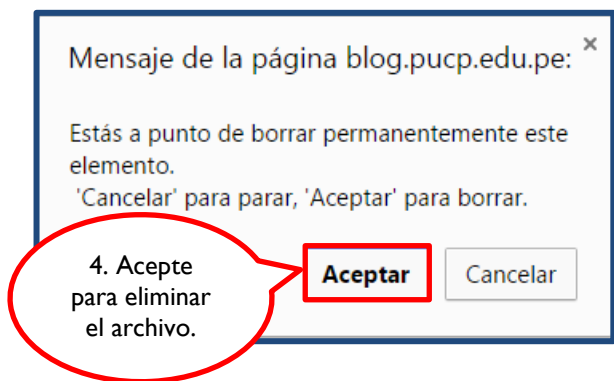 Mensaje de la página blog.pucp.edu.pe: ×
Estás a punto de borrar permanentemente este
elemento.
'Cancelar' para parar, 'Aceptar' para borrar.
Aceptar Cancelar
4. Acepte
para eliminar
el archivo.